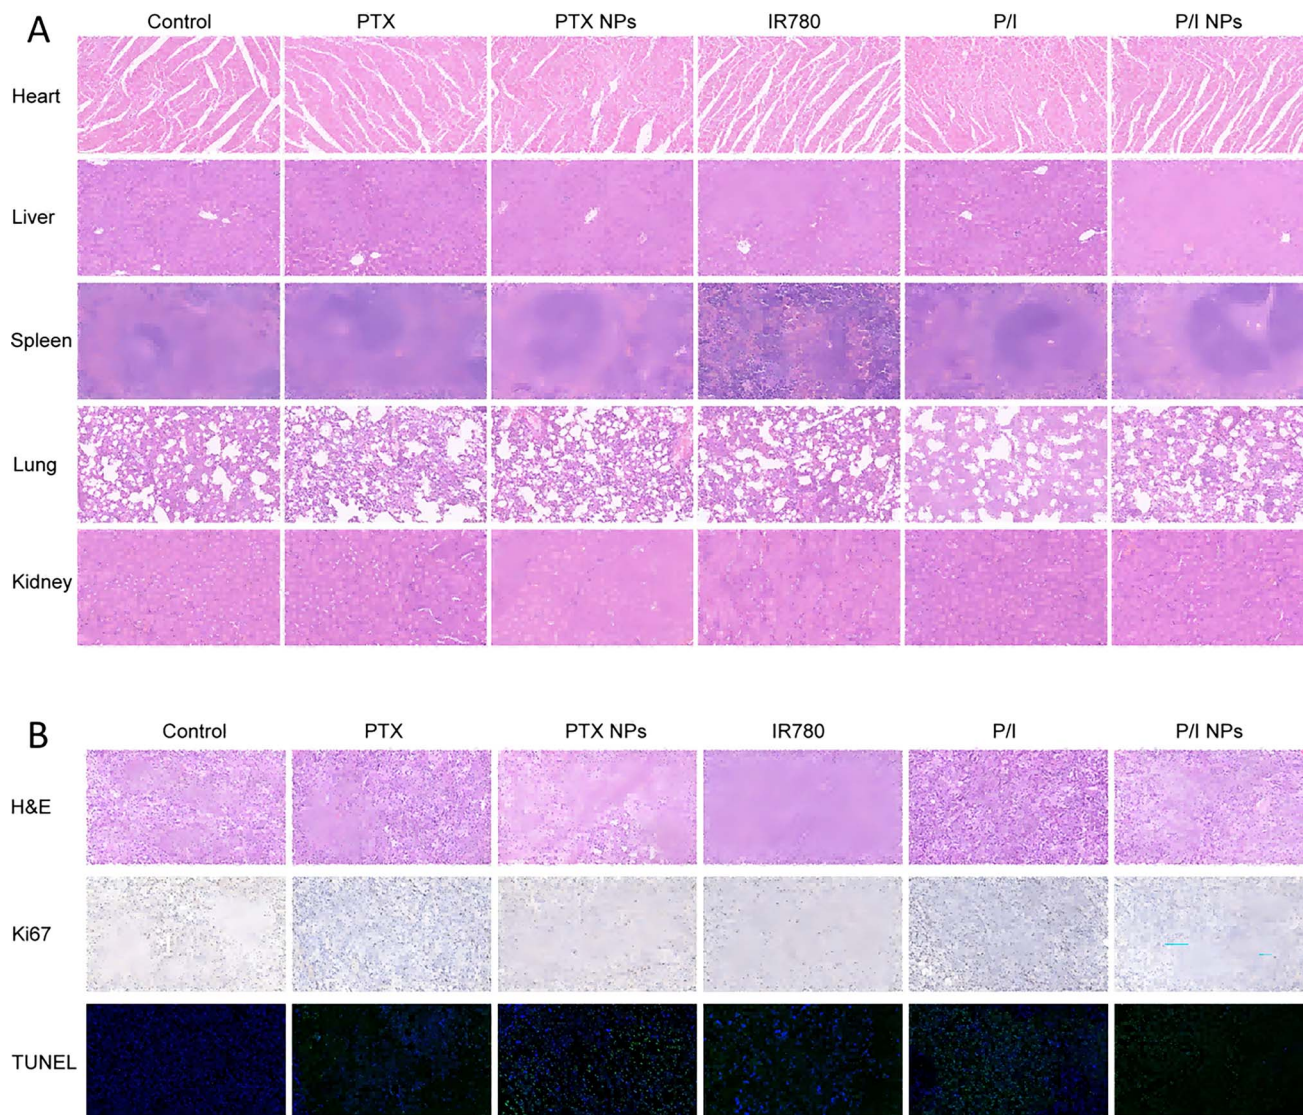 A
Control PTX PTX NPs IR780 P/I P/I NPs
Heart
Liver
Spleen
Lung
Kidney
B
Control PTX PTX NPs IR780 P/I P/I NPs
H&E
Ki67
TUNEL